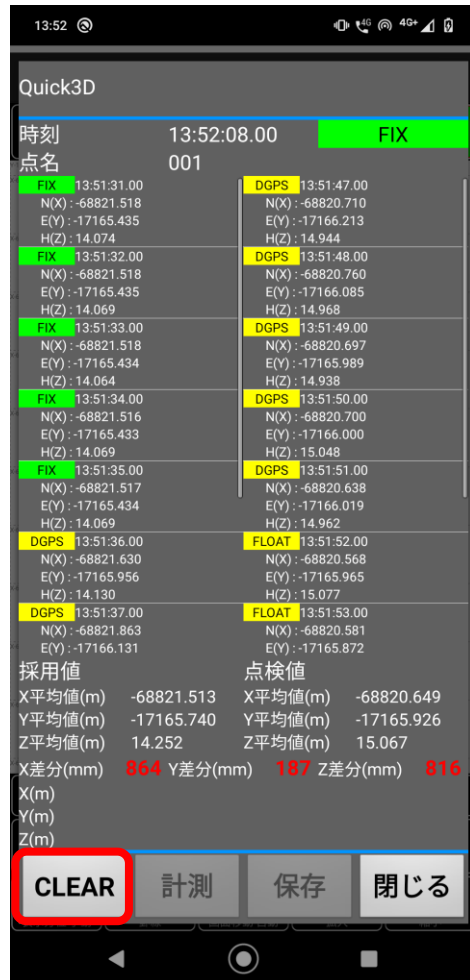 13:52 4G 4G+
Quick3D
時刻 13:52:08.00 FIX
点名 001
FIX 13:51:31.00
N(X) : -68821.518
E(Y) : -17165.435
H(Z) : 14.074
FIX 13:51:32.00
N(X) : -68821.518
E(Y) : -17165.435
H(Z) : 14.069
FIX 13:51:33.00
N(X) : -68821.518
E(Y) : -17165.434
H(Z) : 14.064
FIX 13:51:34.00
N(X) : -68821.516
E(Y) : -17165.433
H(Z) : 14.069
FIX 13:51:35.00
N(X) : -68821.517
E(Y) : -17165.434
H(Z) : 14.069
DGPS 13:51:36.00
N(X) : -68821.630
E(Y) : -17165.956
H(Z) : 14.130
DGPS 13:51:37.00
N(X) : -68821.863
E(Y) : -17166.131
DGPS 13:51:47.00
N(X) : -68820.710
E(Y) : -17166.213
H(Z) : 14.944
DGPS 13:51:48.00
N(X) : -68820.760
E(Y) : -17166.085
H(Z) : 14.968
DGPS 13:51:49.00
N(X) : -68820.697
E(Y) : -17165.989
H(Z) : 14.938
DGPS 13:51:50.00
N(X) : -68820.700
E(Y) : -17166.000
H(Z) : 15.048
DGPS 13:51:51.00
N(X) : -68820.638
E(Y) : -17166.019
H(Z) : 14.962
FLOAT 13:51:52.00
N(X) : -68820.568
E(Y) : -17165.965
H(Z) : 15.077
FLOAT 13:51:53.00
N(X) : -68820.581
E(Y) : -17165.872
採用値 点検値
X平均値(m) -68821.513 X平均値(m) -68820.649
Y平均値(m) -17165.740 Y平均値(m) -17165.926
Z平均値(m) 14.252 Z平均値(m) 15.067
X差分(mm) 864 Y差分(mm) 187 Z差分(mm) 816
X(m)
Y(m)
Z(m)
CLEAR 計測 保存 閉じる